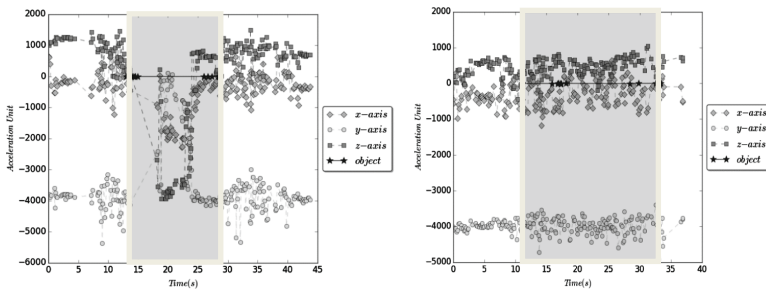 2000
1000
0
−1000
−2000
−3000
−4000
−5000
−6000
Acceleration Unit
0 5 10 15 20 25 30 35 40 45
Time(s)
x−axis
y−axis
z−axis
object
2000
1000
0
−1000
−2000
−3000
−4000
−5000
Acceleration Unit
0 5 10 15 20 25 30 35 40
Time(s)
x−axis
y−axis
z−axis
object